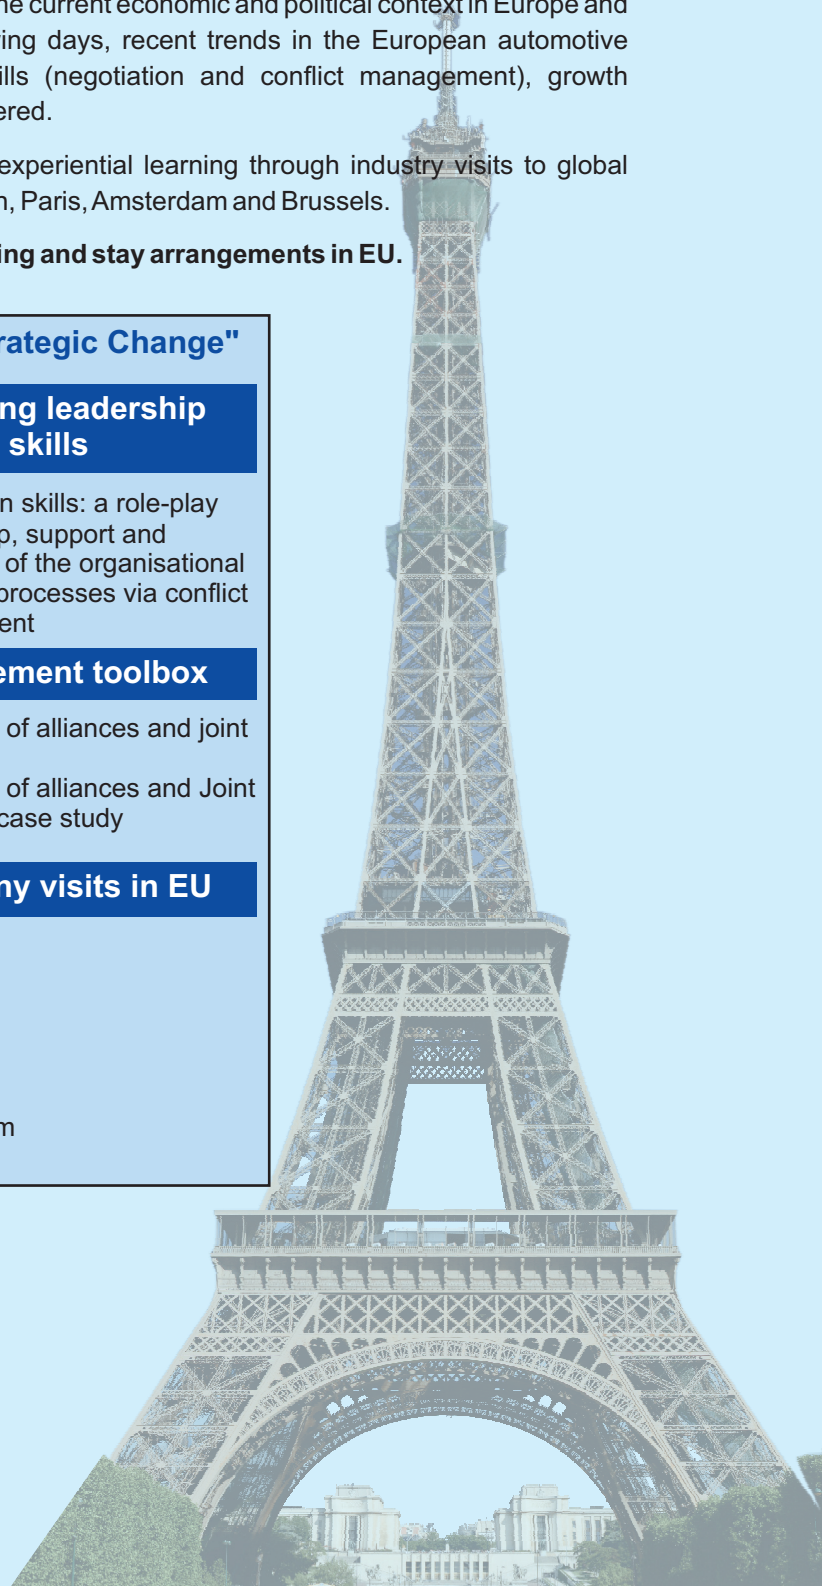 he current economic and political context in Europe and
ing days, recent trends in the European automotive
ills (negotiation and conflict management), growth
ered.
experiential learning through industry visits to global
n, Paris, Amsterdam and Brussels.
ing and stay arrangements in EU.
rategic Change"
ng leadership
skills
n skills: a role-play
p, support and
of the organisational
processes via conflict
ent
ement toolbox
of alliances and joint
of alliances and Joint
case study
ny visits in EU
m